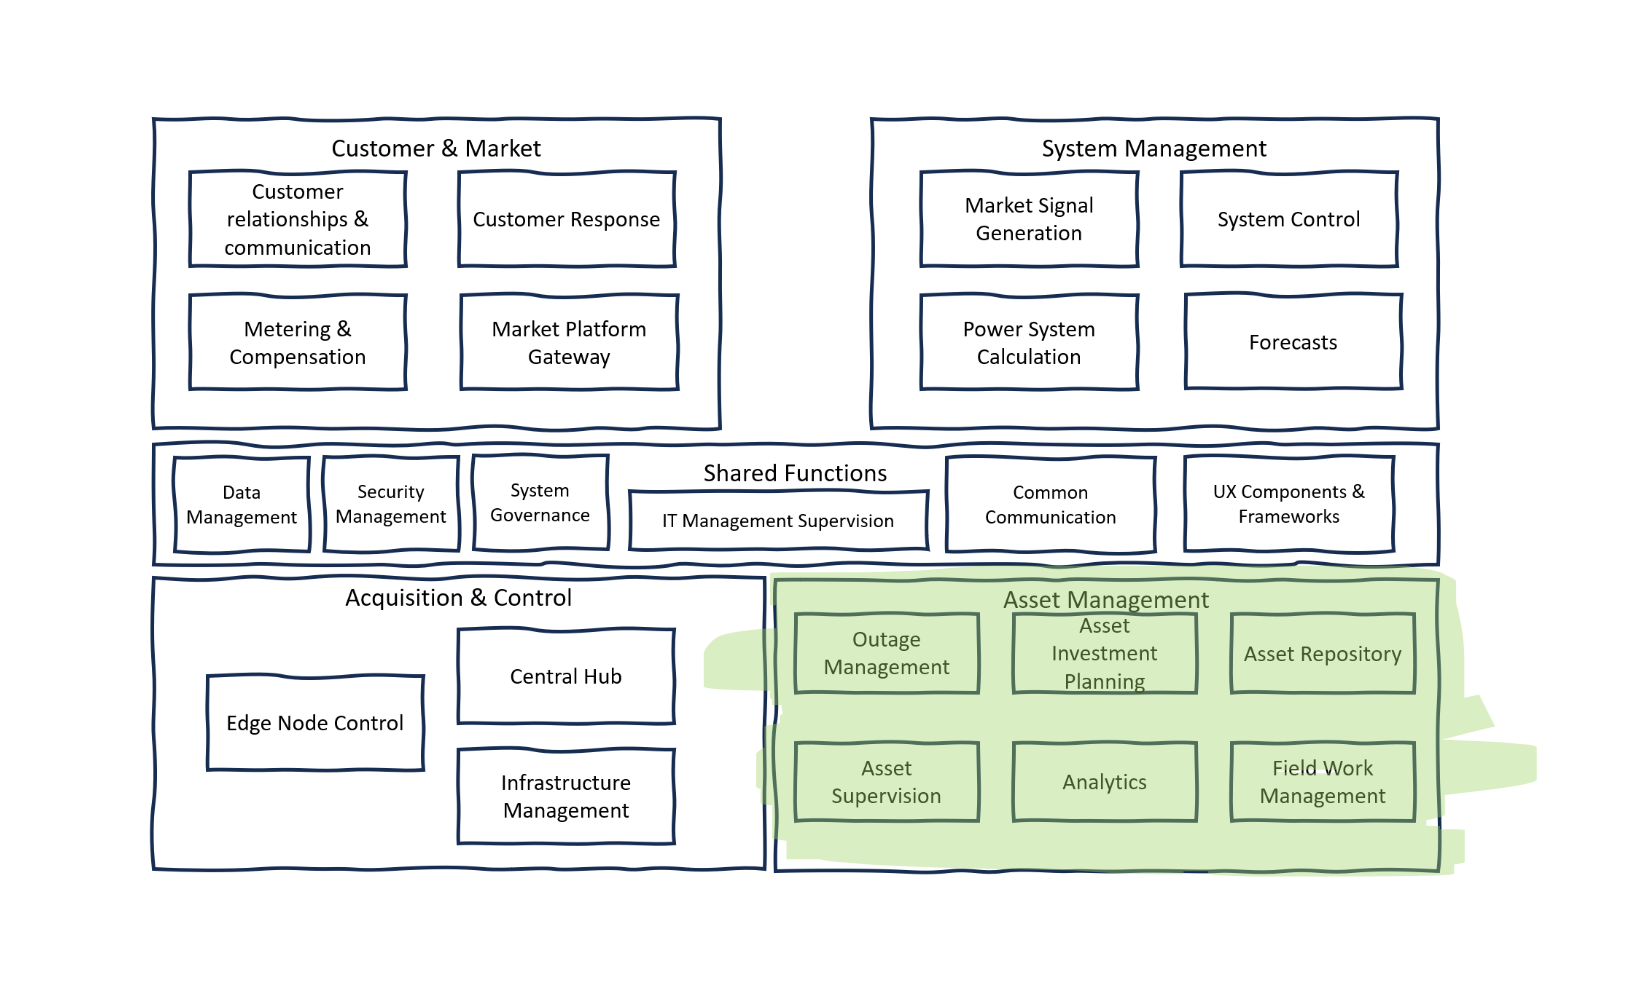 Customer & Market
Customer
relationships &
communication
Customer Response
Metering &
Compensation
Market Platform
Gateway
System Management
Market Signal
Generation
System Control
Power System
Calculation
Forecasts
Shared Functions
Data
Management
Security
Management
System
Governance
IT Management Supervision
Common
Communication
UX Components &
Frameworks
Acquisition & Control
Edge Node Control
Central Hub
Infrastructure
Management
Asset Management
Outage
Management
Asset
Investment
Planning
Asset Repository
Asset
Supervision
Analytics
Field Work
Management